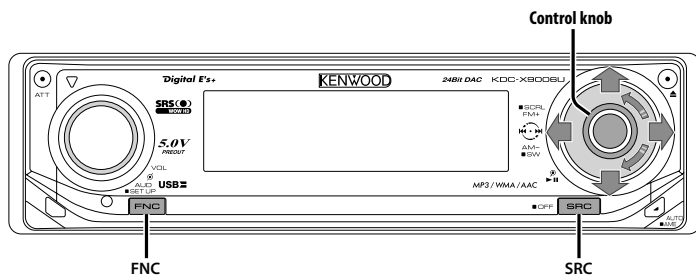 Control knob
ATT
Digital E's+
KENWOOD
24Bit DAC
KDC-X9006U
SRS(●)
WOW HD
5.0V
PREOUT
■SCRL
FM+
AM–
■SW
VOL
AUD
■SET UP
USB
MP3 / WMA / AAC
FNC
■OFF
SRC
AUTO
■AME
FNC
SRC